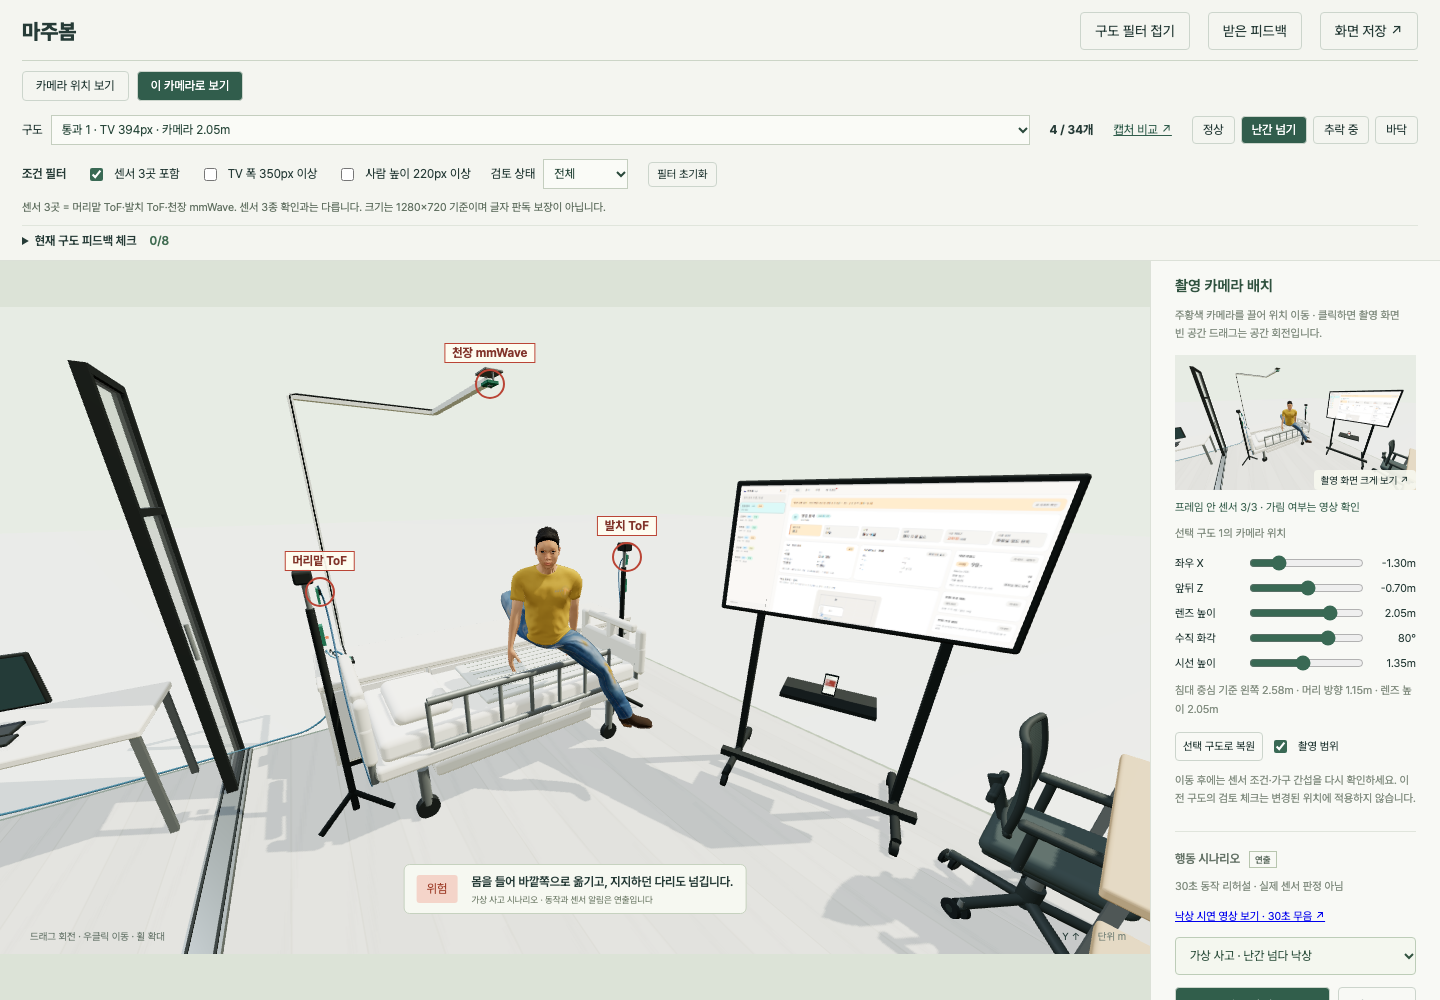 마주봄
구도 필터 접기
받은 피드백
화면 저장 ↗
카메라 위치 보기
이 카메라로 보기
구도
통과 1 · TV 394px · 카메라 2.05m
4 / 34개
캡처 비교 ↗
정상
난간 넘기
추락 중
바닥
조건 필터
센서 3곳 포함
TV 폭 350px 이상
사람 높이 220px 이상
검토 상태
전체
필터 초기화
센서 3곳 = 머리맡 ToF·발치 ToF·천장 mmWave. 센서 3종 확인과는 다릅니다. 크기는 1280×720 기준이며 글자 판독 보장이 아닙니다.
▶ 현재 구도 피드백 체크 0/8
천장 mmWave
발치 ToF
머리맡 ToF
위험
몸을 들어 바깥쪽으로 옮기고, 지지하던 다리도 넘깁니다.
가상 사고 시나리오 · 동작과 센서 알림은 연출입니다
드래그 회전 · 우클릭 이동 · 휠 확대
Y ↑
단위 m
촬영 카메라 배치
주황색 카메라를 끌어 위치 이동 · 클릭하면 촬영 화면
빈 공간 드래그는 공간 회전입니다.
촬영 화면 크게 보기 ↗
프레임 안 센서 3/3 · 가림 여부는 영상 확인
선택 구도 1의 카메라 위치
좌우 X
-1.30m
앞뒤 Z
-0.70m
렌즈 높이
2.05m
수직 화각
80°
시선 높이
1.35m
침대 중심 기준 왼쪽 2.58m · 머리 방향 1.15m · 렌즈 높
이 2.05m
선택 구도로 복원
촬영 범위
이동 후에는 센서 조건·가구 간섭을 다시 확인하세요. 이
전 구도의 검토 체크는 변경된 위치에 적용하지 않습니다.
행동 시나리오
연출
30초 동작 리허설 · 실제 센서 판정 아님
낙상 시연 영상 보기 · 30초 무음 ↗
가상 사고 · 난간 넘다 낙상